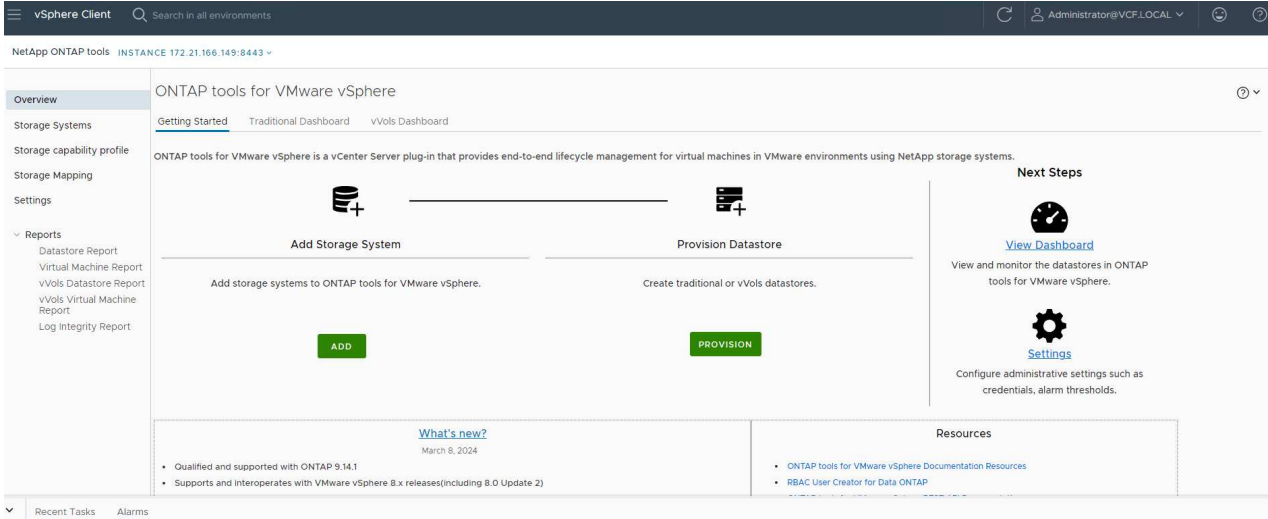 vSphere Client
Search in all environments
Administrator@VCF.LOCAL
NetApp ONTAP tools INSTANCE 172.21.166.149:8443
Overview
Storage Systems
Storage capability profile
Storage Mapping
Settings
Reports
Datastore Report
Virtual Machine Report
vVols Datastore Report
vVols Virtual Machine
Report
Log Integrity Report
ONTAP tools for VMware vSphere
Getting Started Traditional Dashboard vVols Dashboard
ONTAP tools for VMware vSphere is a vCenter Server plug-in that provides end-to-end lifecycle management for virtual machines in VMware environments using NetApp storage systems.
Add Storage System
Add storage systems to ONTAP tools for VMware vSphere.
ADD
Provision Datastore
Create traditional or vVols datastores.
PROVISION
Next Steps
View Dashboard
View and monitor the datastores in ONTAP
tools for VMware vSphere.
Settings
Configure administrative settings such as
credentials, alarm thresholds.
What's new?
March 8, 2024
• Qualified and supported with ONTAP 9.14.1
• Supports and interoperates with VMware vSphere 8.x releases(including 8.0 Update 2)
Resources
• ONTAP tools for VMware vSphere Documentation Resources
• RBAC User Creator for Data ONTAP
Recent Tasks Alarms